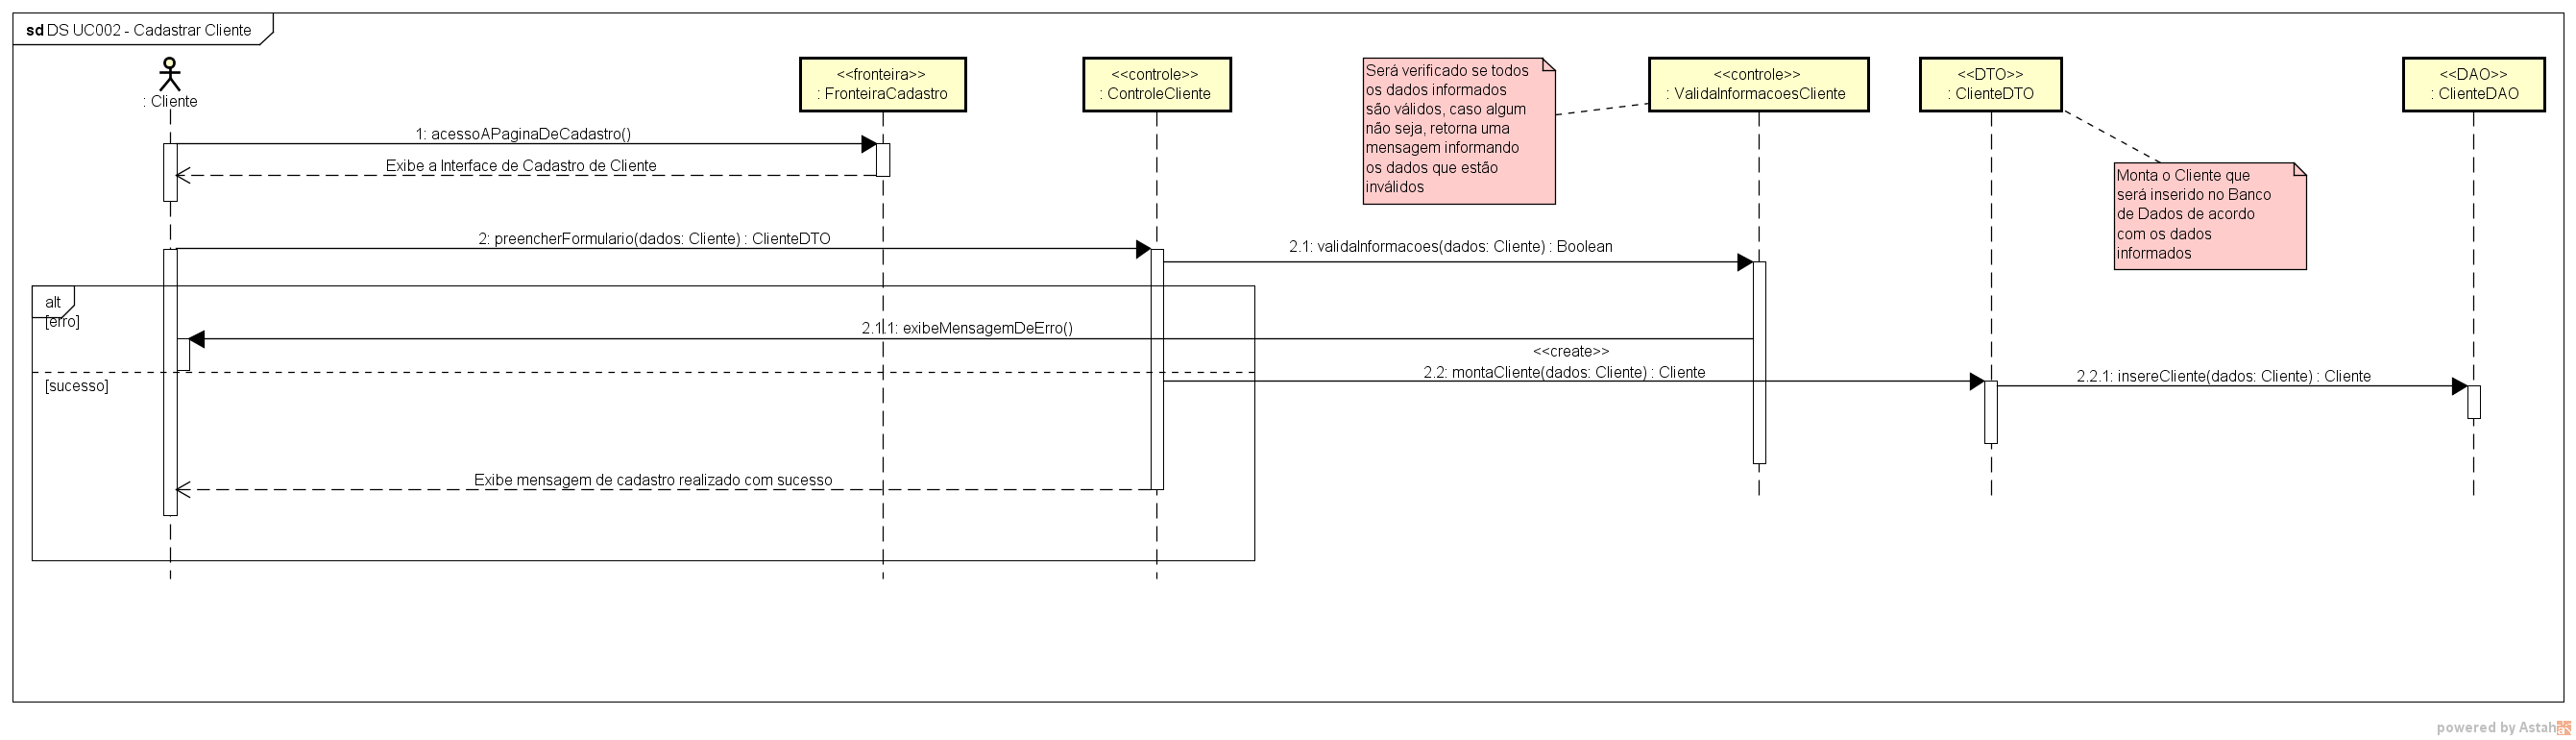 sd DS UC002 - Cadastrar Cliente
: Cliente
<<fronteira>>
: FronteiraCadastro
<<controle>>
: ControleCliente
Será verificado se todos
os dados informados
são válidos, caso algum
não seja, retorna uma
mensagem informando
os dados que estão
inválidos
<<controle>>
: ValidaInformacoesCliente
<<DTO>>
: ClienteDTO
<<DAO>>
: ClienteDAO
1: acessoAPaginaDeCadastro()
Exibe a Interface de Cadastro de Cliente
Monta o Cliente que
será inserido no Banco
de Dados de acordo
com os dados
informados
2: preencherFormulario(dados: Cliente) : ClienteDTO
2.1: validaInformacoes(dados: Cliente) : Boolean
alt
[erro]
2.1.1: exibeMensagemDeErro()
<<create>>
2.2: montaCliente(dados: Cliente) : Cliente
2.2.1: insereCliente(dados: Cliente) : Cliente
[sucesso]
Exibe mensagem de cadastro realizado com sucesso
powered by Astah